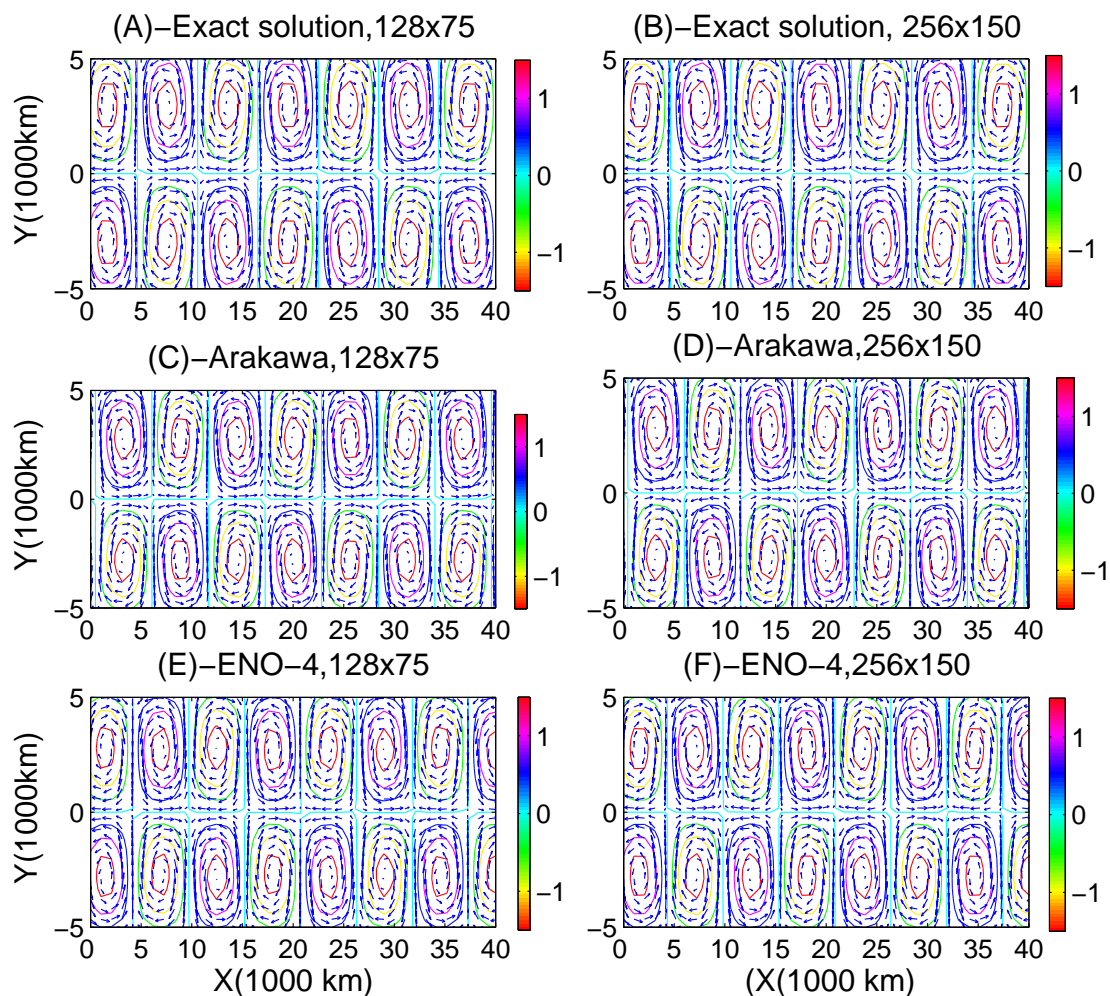 (A)−Exact solution,128x75
(B)−Exact solution, 256x150
5
0
−5
Y(1000km)
0 5 10 15 20 25 30 35 40
1
0
−1
5
0
−5
0 5 10 15 20 25 30 35 40
1
0
−1
(C)−Arakawa,128x75
(D)−Arakawa,256x150
5
0
−5
Y(1000km)
0 5 10 15 20 25 30 35 40
1
0
−1
5
0
−5
0 5 10 15 20 25 30 35 40
1
0
−1
(E)−ENO−4,128x75
(F)−ENO−4,256x150
5
0
−5
Y(1000km)
0 5 10 15 20 25 30 35 40
X(1000 km)
1
0
−1
5
0
−5
0 5 10 15 20 25 30 35 40
(X(1000 km)
1
0
−1